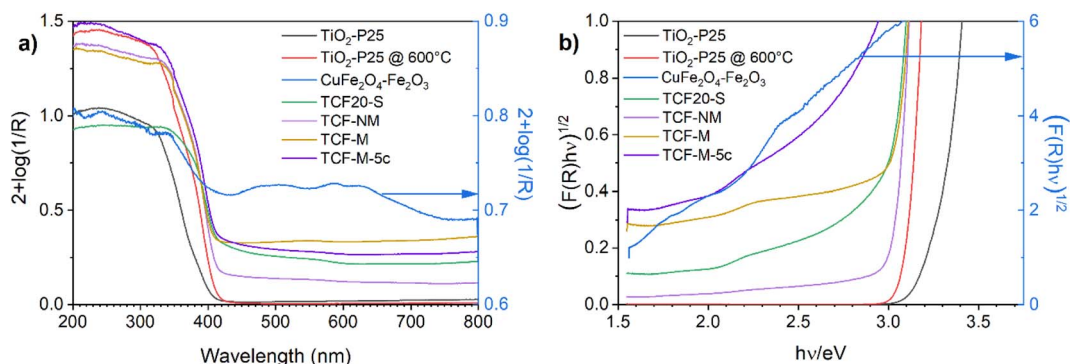 a)
1.5
1.0
0.5
0.0
2+log(1/R)
TiO₂-P25
TiO₂-P25 @ 600°C
CuFe₂O₄-Fe₂O₃
TCF20-S
TCF-NM
TCF-M
TCF-M-5c
0.9
0.8
0.7
0.6
2+log(1/R)
200 300 400 500 600 700 800
Wavelength (nm)
b)
1.0
0.8
0.6
0.4
0.2
0.0
(F(R)hν)^1/2
TiO₂-P25
TiO₂-P25 @ 600°C
CuFe₂O₄-Fe₂O₃
TCF20-S
TCF-NM
TCF-M
TCF-M-5c
6
4
2
0
(F(R)hν)^1/2
1.5 2.0 2.5 3.0 3.5
hν/eV